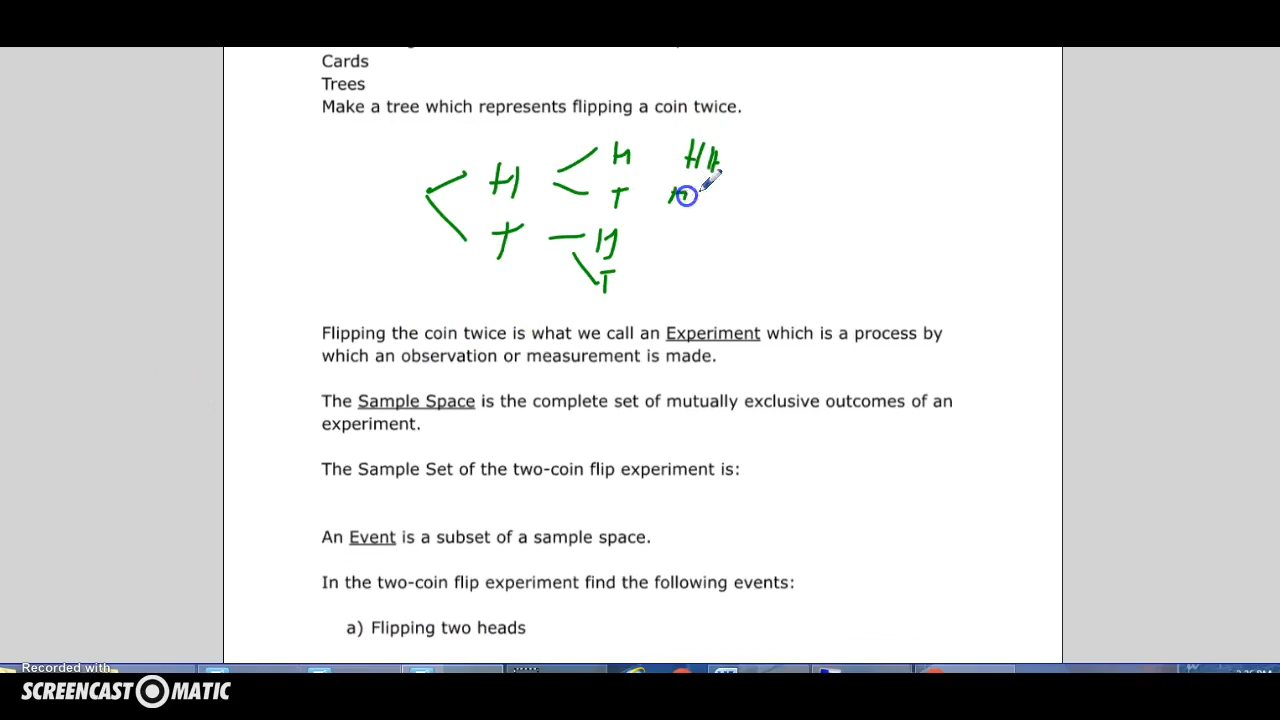 Cards
Trees
Make a tree which represents flipping a coin twice.
H H HH
T H
T H
T
Flipping the coin twice is what we call an Experiment which is a process by
which an observation or measurement is made.
The Sample Space is the complete set of mutually exclusive outcomes of an
experiment.
The Sample Set of the two-coin flip experiment is:
An Event is a subset of a sample space.
In the two-coin flip experiment find the following events:
a) Flipping two heads
Recorded with
SCREENCAST MATIC